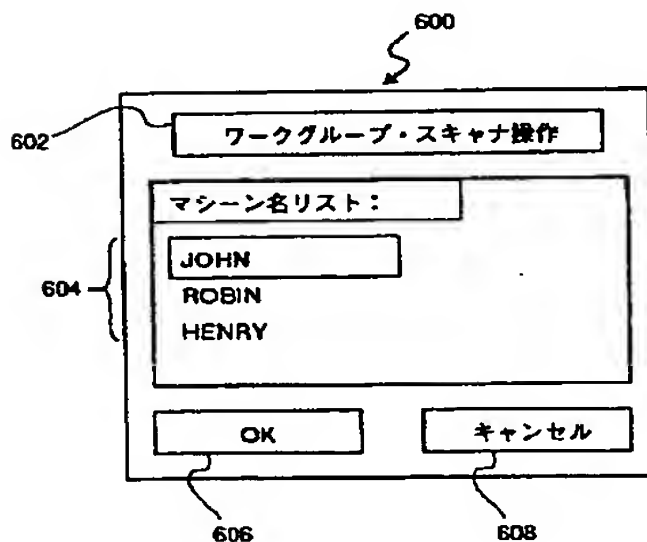 600
602
ワークグループ・スキャナ操作
マシーン名リスト:
604
JOHN
ROBIN
HENRY
OK
キャンセル
606
608